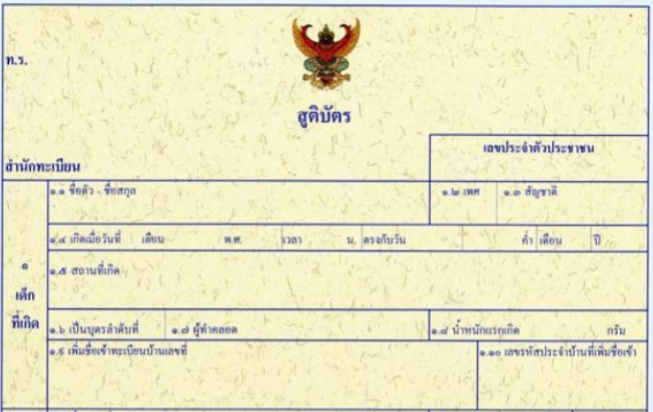 ท.ร.
สูติบัตร
เลขประจำตัวประชาชน
สำนักทะเบียน
๑.๑ ชื่อตัว - ชื่อสกุล ๑.๒ เพศ ๑.๓ สัญชาติ
๑.๔ เกิดเมื่อวันที่ เดือน พ.ศ. เวลา น. ตรงกับวัน ค่ำ เดือน ปี
๑
เด็ก
ที่เกิด
๑.๕ สถานที่เกิด
๑.๖ เป็นบุตรลำดับที่ ๑.๗ ผู้ทำคลอด ๑.๘ น้ำหนักแรกเกิด กรัม
๑.๙ เพิ่มชื่อเข้าทะเบียนบ้านเลขที่ ๑.๑๐ เลขรหัสประจำบ้านที่เพิ่มชื่อเข้า